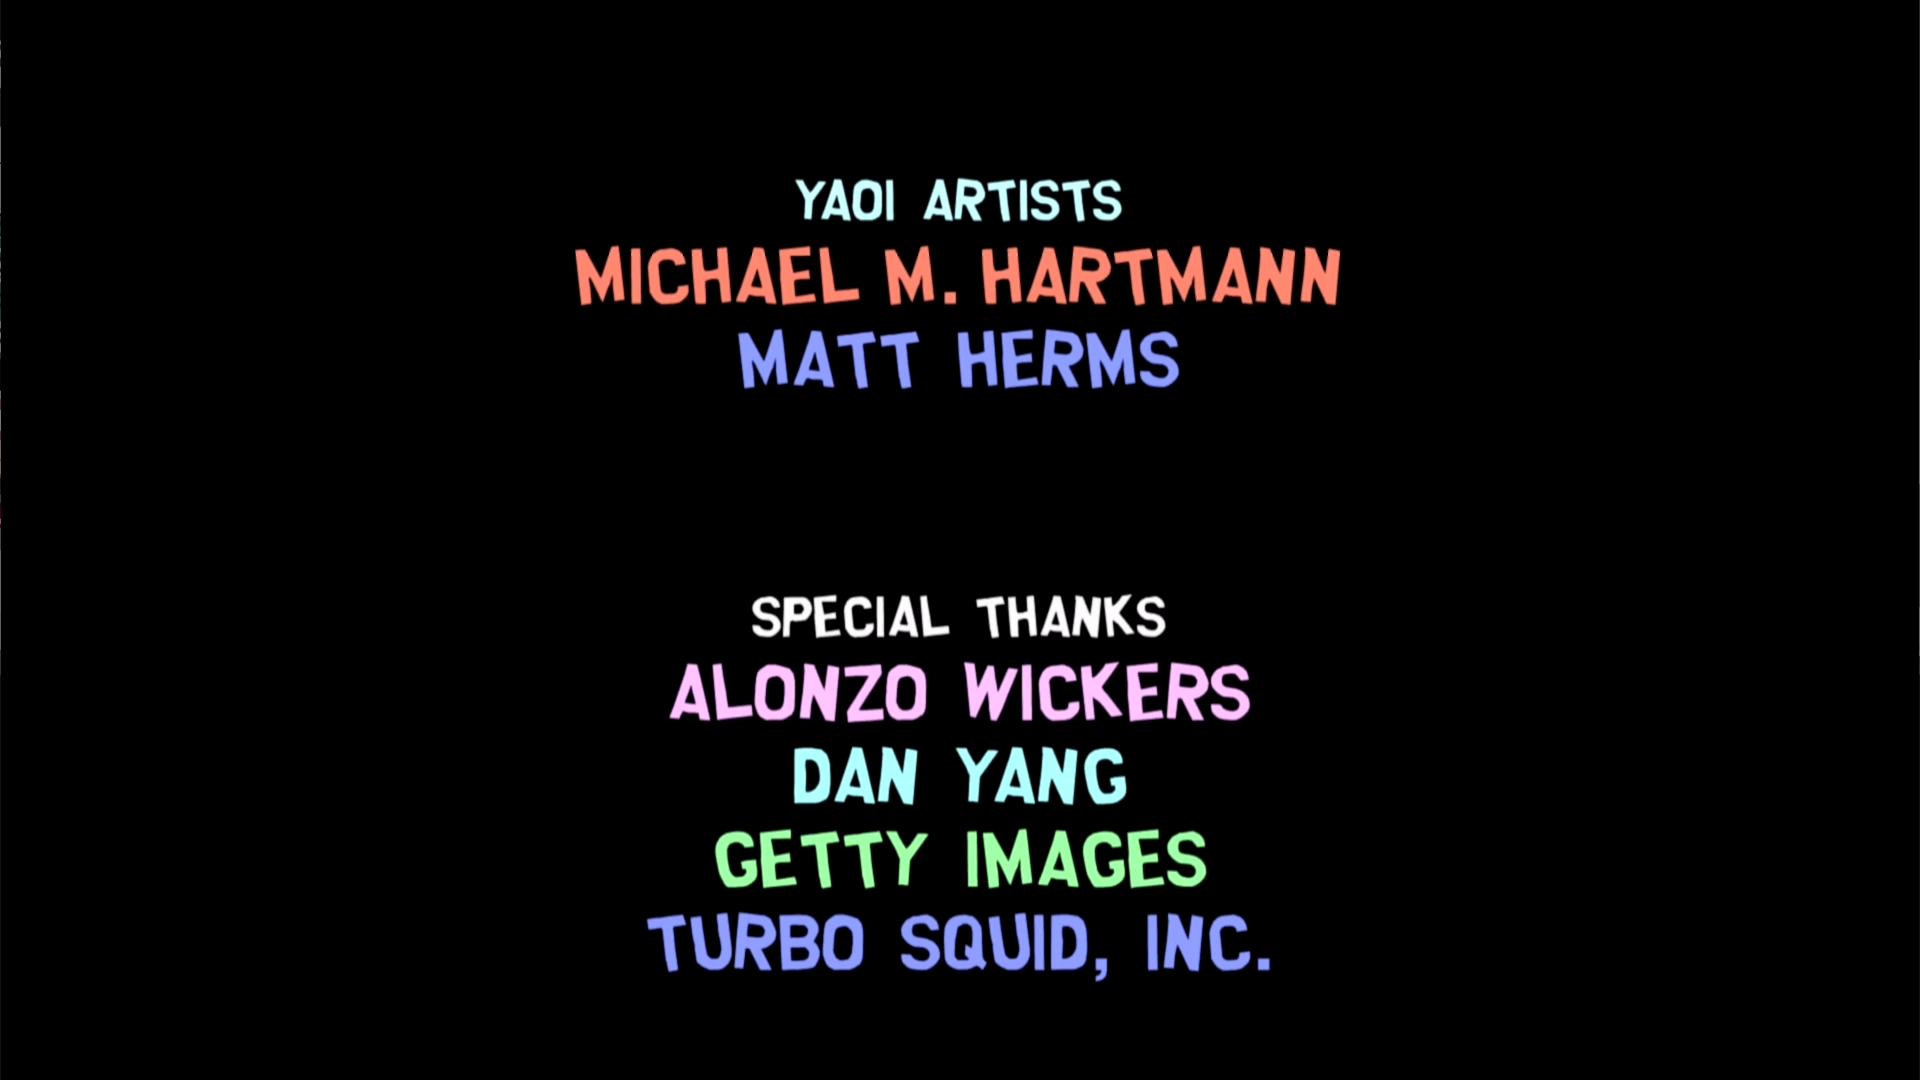 YAOI ARTISTS
MICHAEL M. HARTMANN
MATT HERMS
SPECIAL THANKS
ALONZO WICKERS
DAN YANG
GETTY IMAGES
TURBO SQUID, INC.